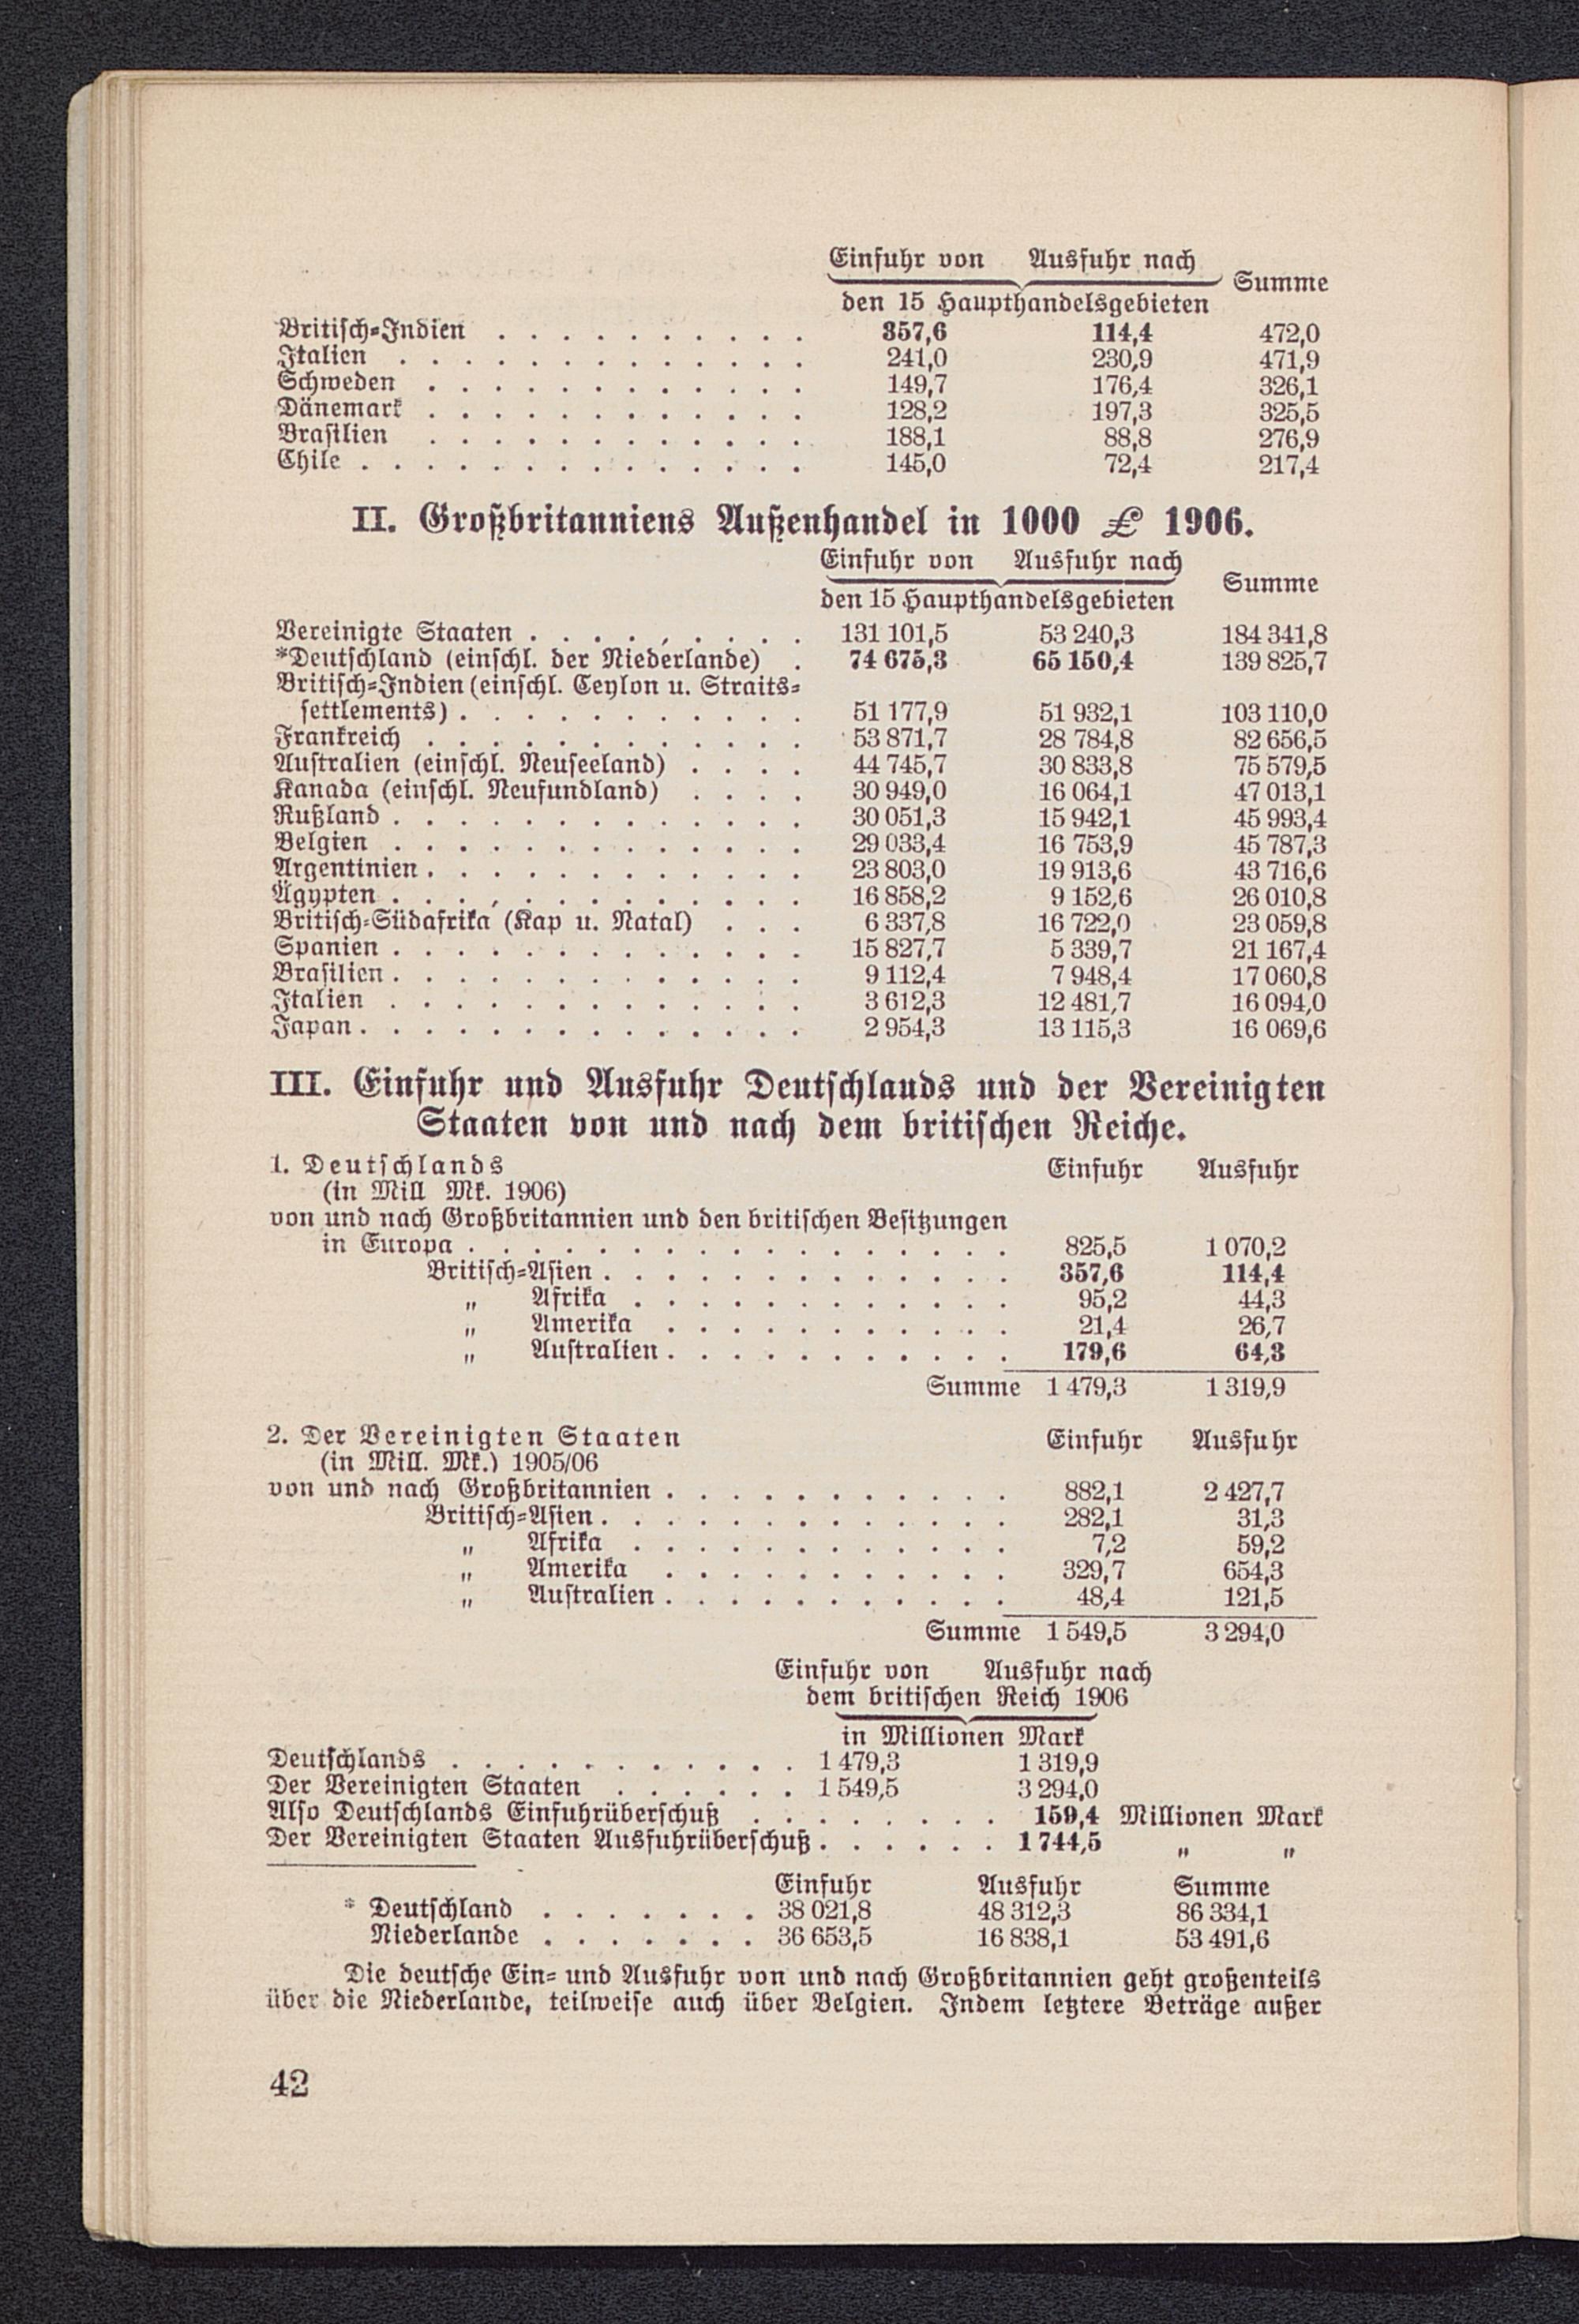 Einfuhr von Ausfuhr nach
Summe
den 15 Haupthandelsgebieten
Britisch-Indien . . . . . . . . . . 357,6 114,4 472,0
Italien . . . . . . . . . . . . . 241,0 230,9 471,9
Schweden . . . . . . . . . . . . 149,7 176,4 326,1
Dänemark . . . . . . . . . . . . 128,2 197,3 325,5
Brasilien . . . . . . . . . . . . 188,1 88,8 276,9
Chile . . . . . . . . . . . . . . 145,0 72,4 217,4
II. Großbritanniens Außenhandel in 1000 £ 1906.
Einfuhr von Ausfuhr nach
Summe
den 15 Haupthandelsgebieten
Vereinigte Staaten . . . . . . . . . 131 101,5 53 240,3 184 341,8
*Deutschland (einschl. der Niederlande) . 74 675,3 65 150,4 139 825,7
Britisch-Indien (einschl. Ceylon u. Straits-
settlements) . . . . . . . . . . . 51 177,9 51 932,1 103 110,0
Frankreich . . . . . . . . . . . . 53 871,7 28 784,8 82 656,5
Australien (einschl. Neuseeland) . . . . 44 745,7 30 833,8 75 579,5
Kanada (einschl. Neufundland) . . . . 30 949,0 16 064,1 47 013,1
Rußland . . . . . . . . . . . . . 30 051,3 15 942,1 45 993,4
Belgien . . . . . . . . . . . . . 29 033,4 16 753,9 45 787,3
Argentinien . . . . . . . . . . . . 23 803,0 19 913,6 43 716,6
Ägypten . . . . . . . . . . . . . 16 858,2 9 152,6 26 010,8
Britisch-Südafrika (Kap u. Natal) . . . 6 337,8 16 722,0 23 059,8
Spanien . . . . . . . . . . . . . 15 827,7 5 339,7 21 167,4
Brasilien . . . . . . . . . . . . . 9 112,4 7 948,4 17 060,8
Italien . . . . . . . . . . . . . 3 612,3 12 481,7 16 094,0
Japan . . . . . . . . . . . . . . 2 954,3 13 115,3 16 069,6
III. Einfuhr und Ausfuhr Deutschlands und der Vereinigten
Staaten von und nach dem britischen Reiche.
1. Deutschlands Einfuhr Ausfuhr
(in Mill Mk. 1906)
von und nach Großbritannien und den britischen Besitzungen
in Europa . . . . . . . . . . . . . . . . . 825,5 1 070,2
Britisch-Asien . . . . . . . . . . . . . 357,6 114,4
„ Afrika . . . . . . . . . . . . 95,2 44,3
„ Amerika . . . . . . . . . . . 21,4 26,7
„ Australien . . . . . . . . . . . 179,6 64,3
Summe 1 479,3 1 319,9
2. Der Vereinigten Staaten Einfuhr Ausfuhr
(in Mill. Mk.) 1905/06
von und nach Großbritannien . . . . . . . . . . . 882,1 2 427,7
Britisch-Asien . . . . . . . . . . . . . 282,1 31,3
„ Afrika . . . . . . . . . . . . 7,2 59,2
„ Amerika . . . . . . . . . . . 329,7 654,3
„ Australien . . . . . . . . . . . 48,4 121,5
Summe 1 549,5 3 294,0
Einfuhr von Ausfuhr nach
dem britischen Reich 1906
in Millionen Mark
Deutschlands . . . . . . . . . . . 1 479,3 1 319,9
Der Vereinigten Staaten . . . . . . 1 549,5 3 294,0
Also Deutschlands Einfuhrüberschuß . . . . . . . . 159,4 Millionen Mark
Der Vereinigten Staaten Ausfuhrüberschuß . . . . . . 1 744,5 „ „
Einfuhr Ausfuhr Summe
* Deutschland . . . . . . . 38 021,8 48 312,3 86 334,1
Niederlande . . . . . . . 36 653,5 16 838,1 53 491,6
Die deutsche Ein- und Ausfuhr von und nach Großbritannien geht großenteils
über die Niederlande, teilweise auch über Belgien. Indem letztere Beträge außer
42